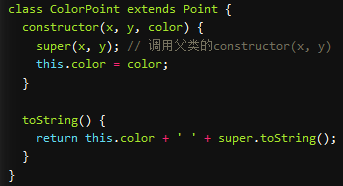 class ColorPoint extends Point {
  constructor(x, y, color) {
    super(x, y); // 调用父类的constructor(x, y)
    this.color = color;
  }

  toString() {
    return this.color + ' ' + super.toString();
  }
}